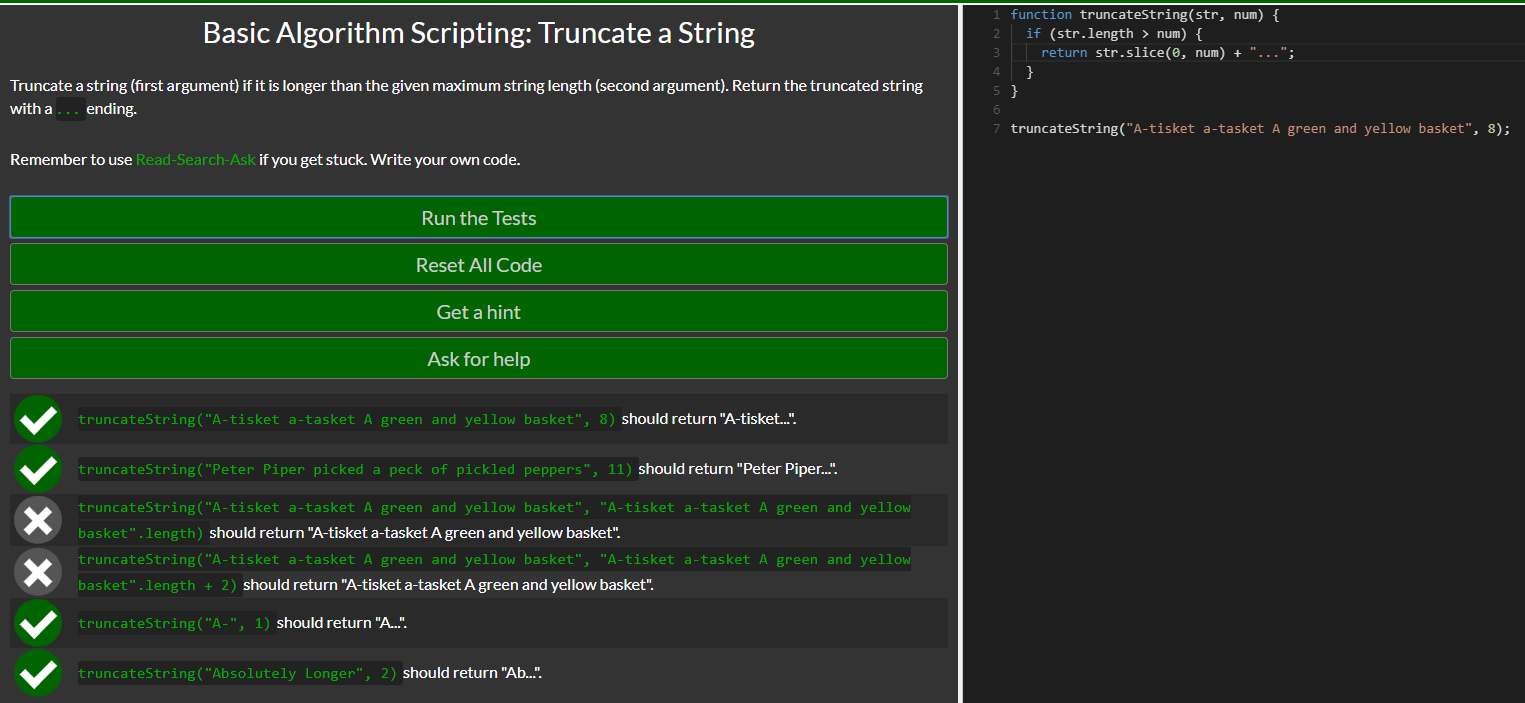 Basic Algorithm Scripting: Truncate a String
Truncate a string (first argument) if it is longer than the given maximum string length (second argument). Return the truncated string
with a ... ending.
Remember to use Read-Search-Ask if you get stuck. Write your own code.
Run the Tests
Reset All Code
Get a hint
Ask for help
truncateString("A-tisket a-tasket A green and yellow basket", 8) should return "A-tisket...".
truncateString("Peter Piper picked a peck of pickled peppers", 11) should return "Peter Piper...".
truncateString("A-tisket a-tasket A green and yellow basket", "A-tisket a-tasket A green and yellow
basket".length) should return "A-tisket a-tasket A green and yellow basket".
truncateString("A-tisket a-tasket A green and yellow basket", "A-tisket a-tasket A green and yellow
basket".length + 2) should return "A-tisket a-tasket A green and yellow basket".
truncateString("A-", 1) should return "A...".
truncateString("Absolutely Longer", 2) should return "Ab...".
1 function truncateString(str, num) {
2   if (str.length > num) {
3     return str.slice(0, num) + "...";
4   }
5 }
6
7 truncateString("A-tisket a-tasket A green and yellow basket", 8);